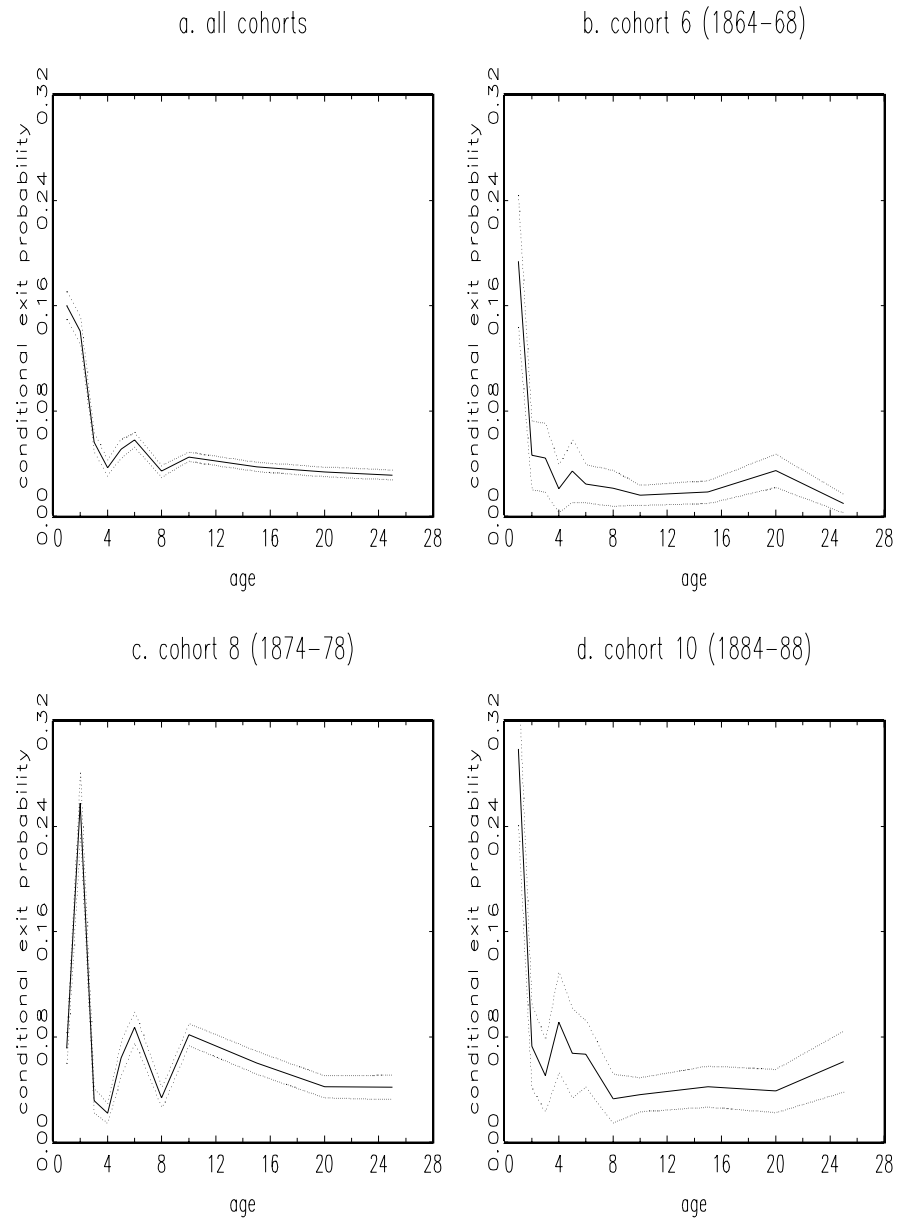 a. all cohorts
conditional exit probability
0.00 0.08 0.16 0.24 0.32
0 4 8 12 16 20 24 28
age
b. cohort 6 (1864–68)
conditional exit probability
0.00 0.08 0.16 0.24 0.32
0 4 8 12 16 20 24 28
age
c. cohort 8 (1874–78)
conditional exit probability
0.00 0.08 0.16 0.24 0.32
0 4 8 12 16 20 24 28
age
d. cohort 10 (1884–88)
conditional exit probability
0.00 0.08 0.16 0.24 0.32
0 4 8 12 16 20 24 28
age